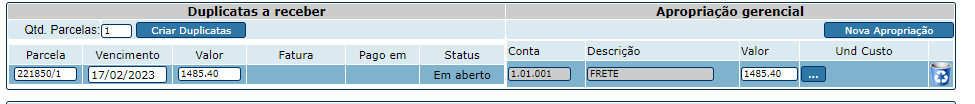 Duplicatas a receber Apropriação gerencial
Qtd. Parcelas: 1 Criar Duplicatas Nova Apropriação
Parcela Vencimento Valor Fatura Pago em Status Conta Descrição Valor Und Custo
221850/1 17/02/2023 1485.40 Em aberto 1.01.001 FRETE 1485.40 ...